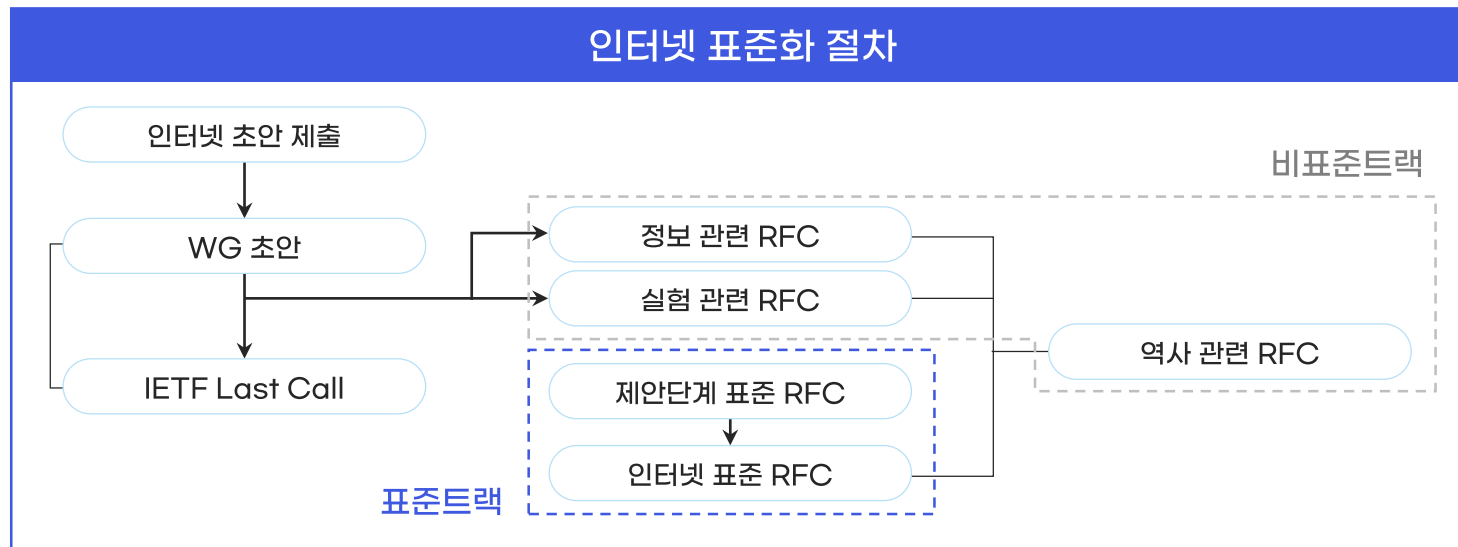 인터넷 표준화 절차
인터넷 초안 제출
WG 초안
IETF Last Call
비표준트랙
정보 관련 RFC
실험 관련 RFC
역사 관련 RFC
제안단계 표준 RFC
인터넷 표준 RFC
표준트랙